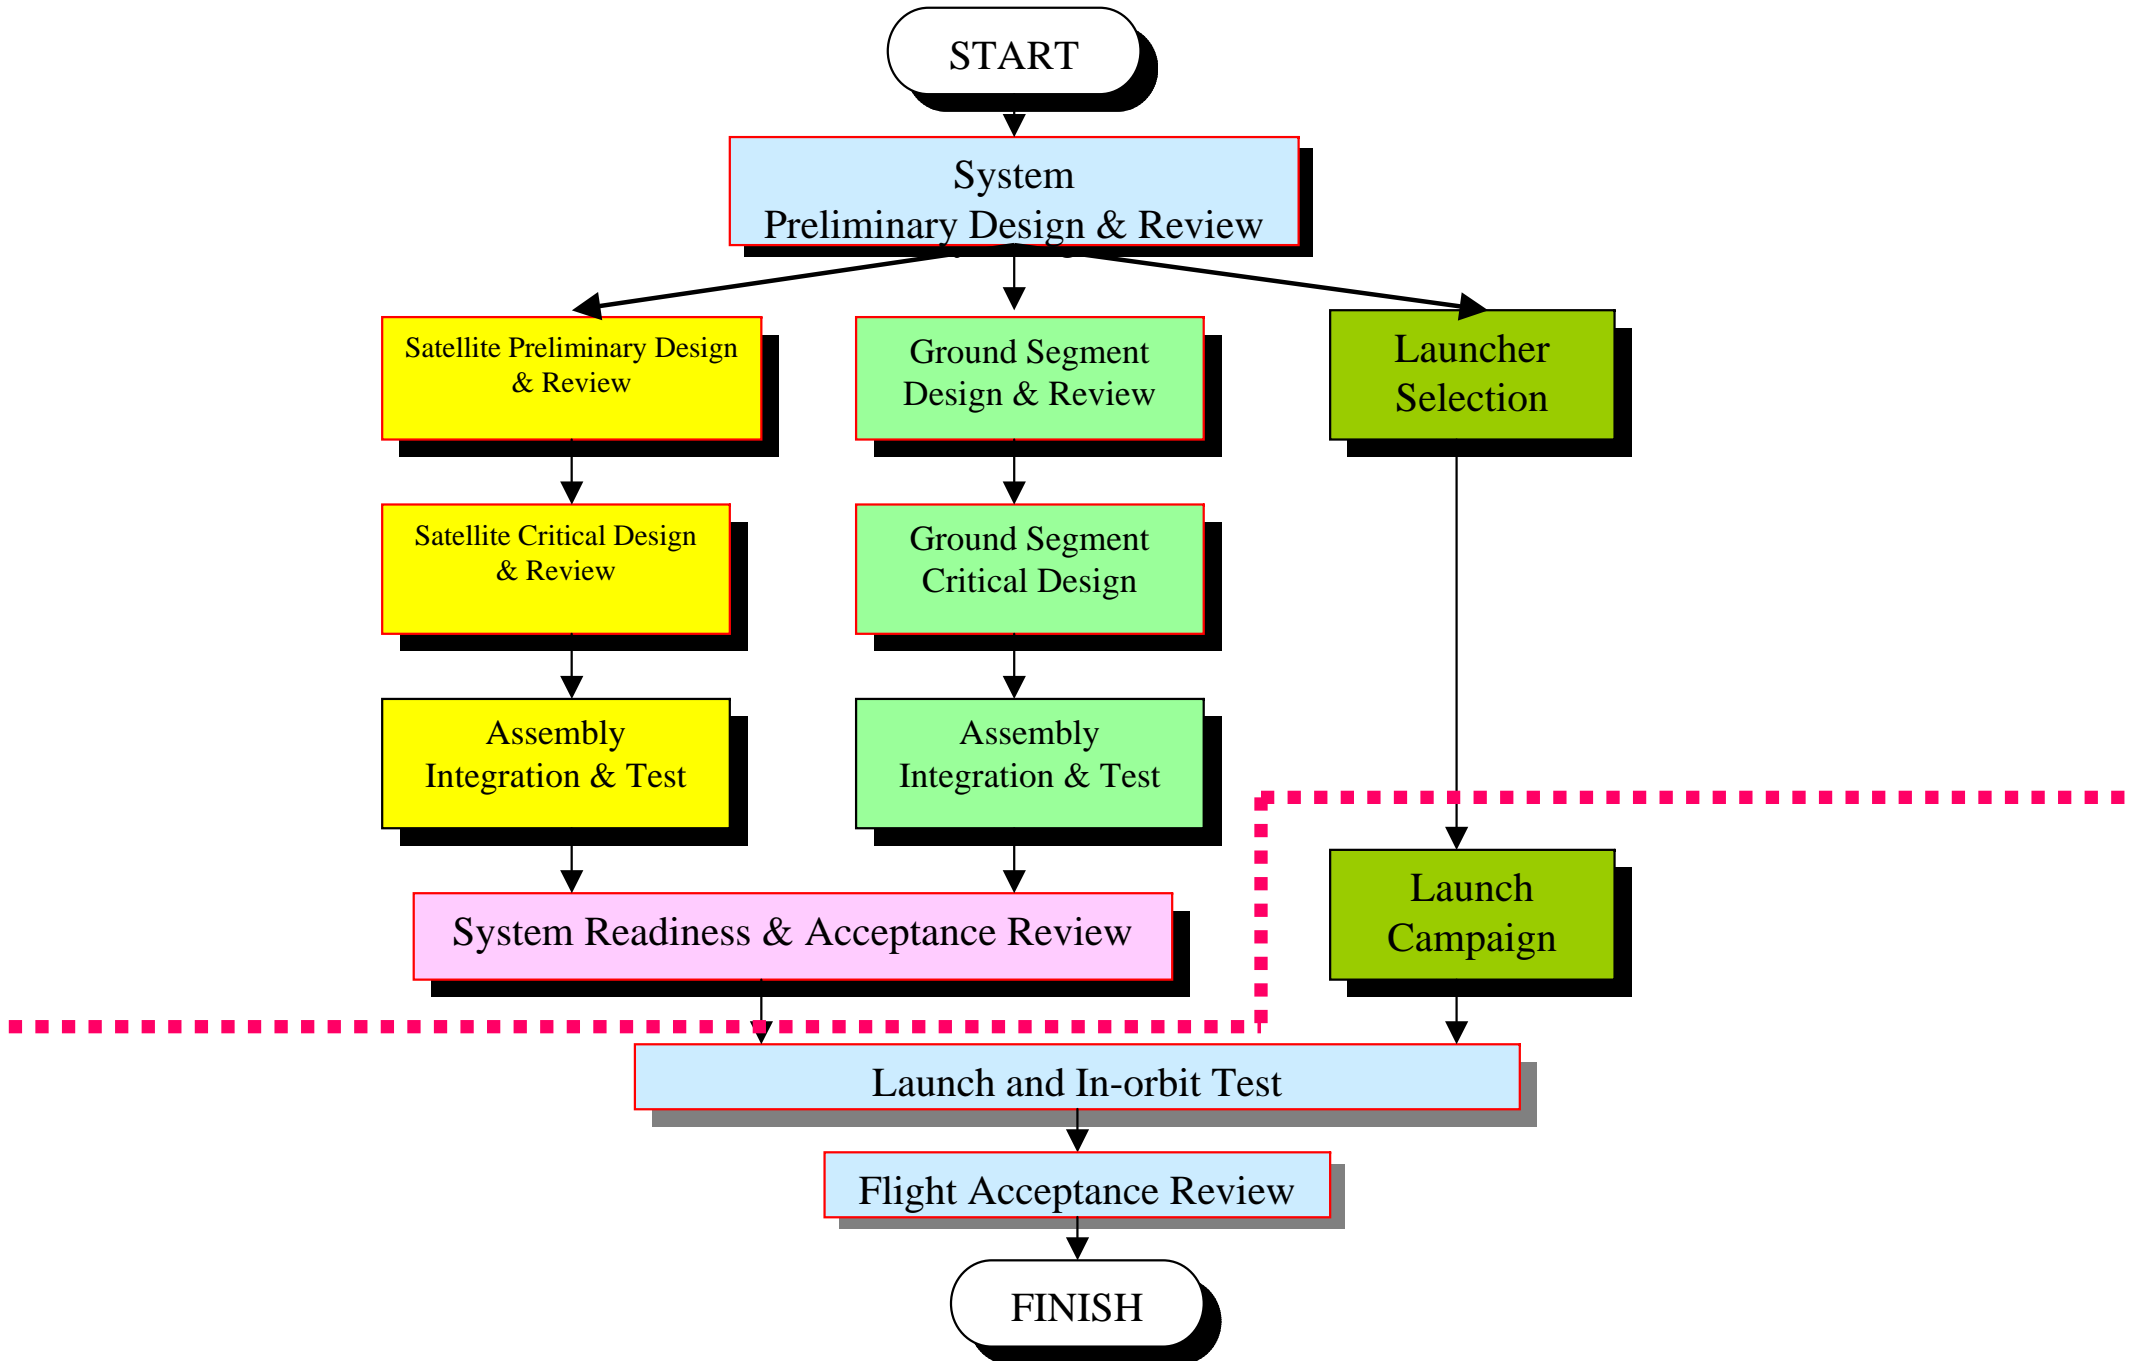 START
System
Preliminary Design & Review
Satellite Preliminary Design
& Review
Ground Segment
Design & Review
Launcher
Selection
Satellite Critical Design
& Review
Ground Segment
Critical Design
Assembly
Integration & Test
Assembly
Integration & Test
Launch
Campaign
System Readiness & Acceptance Review
Launch and In-orbit Test
Flight Acceptance Review
FINISH